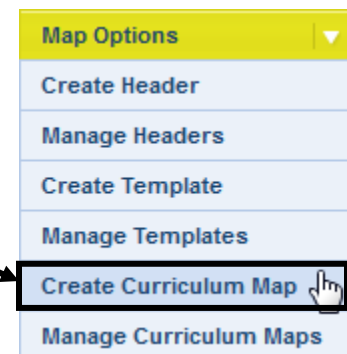 Map Options
Create Header
Manage Headers
Create Template
Manage Templates
Create Curriculum Map
Manage Curriculum Maps